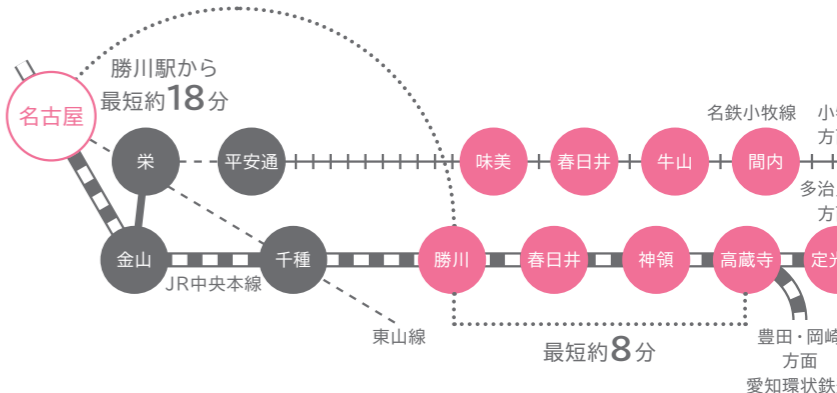 勝川駅から
最短約18分
名古屋
名鉄小牧線
方
栄
平安通
味美
春日井
牛山
間内
方
金山
千種
勝川
春日井
神領
高蔵寺
JR中央本線
東山線
最短約8分
豊田・岡崎
方面
愛知環状鉄